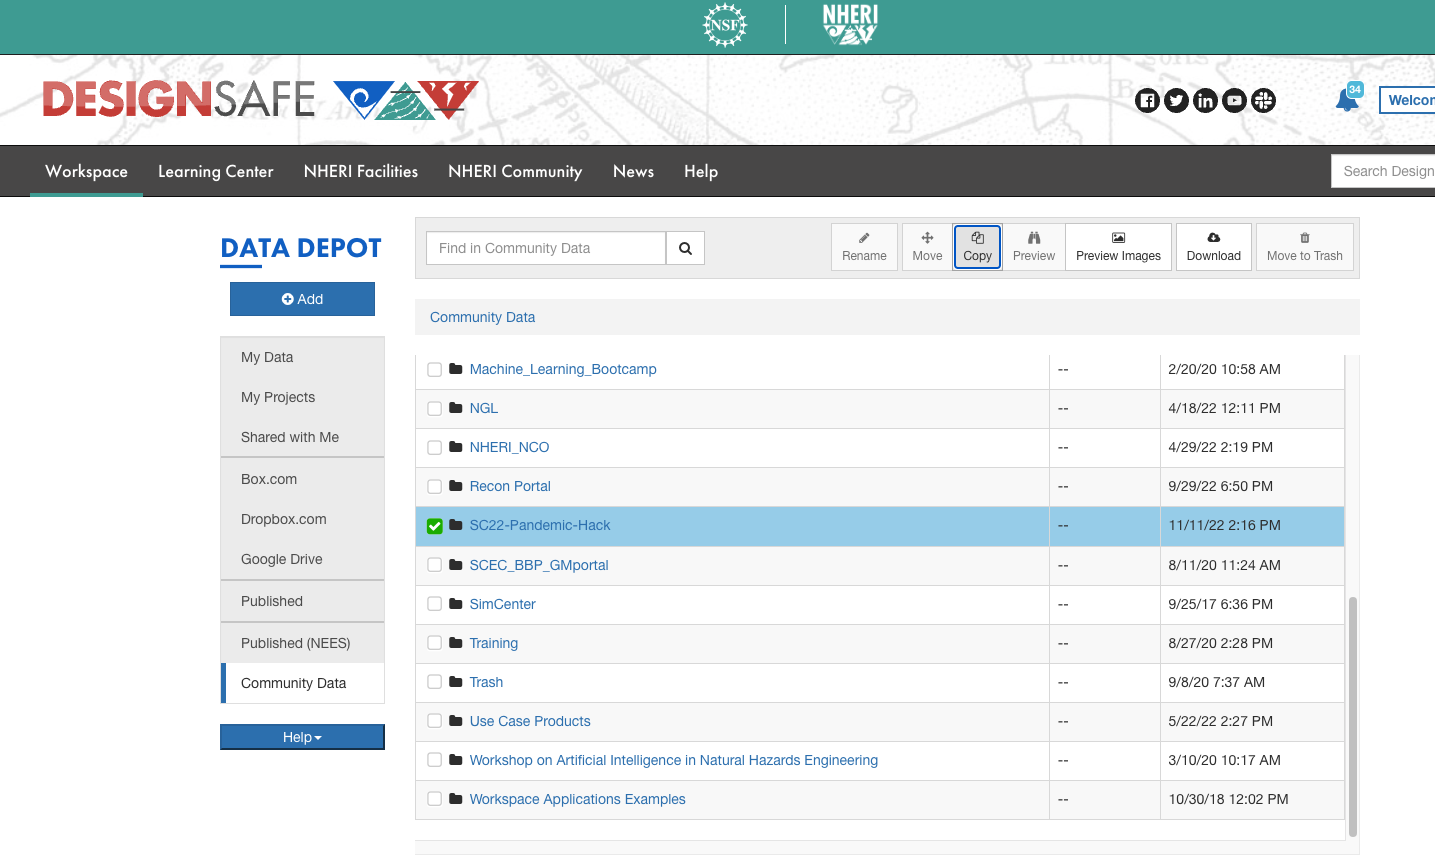 NSF
NHERI
DESIGNSAFE
34
Welcon
Workspace
Learning Center
NHERI Facilities
NHERI Community
News
Help
Search Design
DATA DEPOT
Find in Community Data
Rename
Move
Copy
Preview
Preview Images
Download
Move to Trash
Add
Community Data
My Data
My Projects
Shared with Me
Box.com
Dropbox.com
Google Drive
Published
Published (NEES)
Community Data
Help
Machine_Learning_Bootcamp -- 2/20/20 10:58 AM
NGL -- 4/18/22 12:11 PM
NHERI_NCO -- 4/29/22 2:19 PM
Recon Portal -- 9/29/22 6:50 PM
SC22-Pandemic-Hack -- 11/11/22 2:16 PM
SCEC_BBP_GMportal -- 8/11/20 11:24 AM
SimCenter -- 9/25/17 6:36 PM
Training -- 8/27/20 2:28 PM
Trash -- 9/8/20 7:37 AM
Use Case Products -- 5/22/22 2:27 PM
Workshop on Artificial Intelligence in Natural Hazards Engineering -- 3/10/20 10:17 AM
Workspace Applications Examples -- 10/30/18 12:02 PM